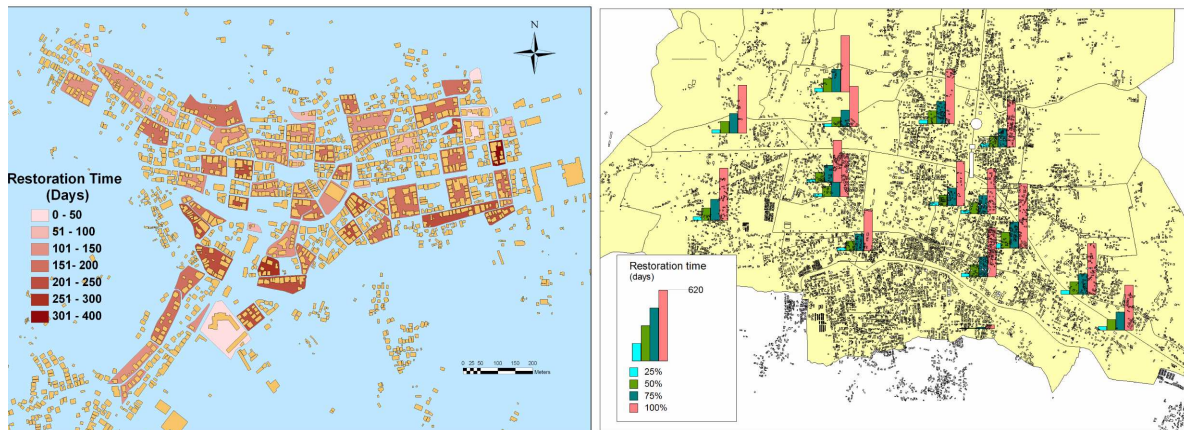 N
Restoration Time
(Days)
0 - 50
51 - 100
101 - 150
151- 200
201 - 250
251 - 300
301 - 400
0 25 50 100 150 200
Meters
Restoration time
(days)
620
25%
50%
75%
100%